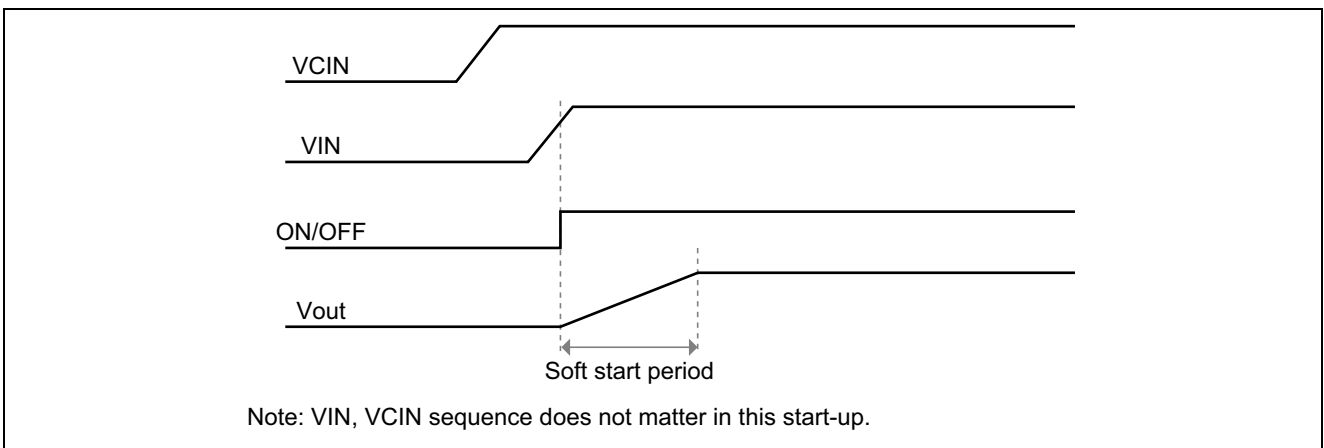 VCIN
VIN
ON/OFF
Vout
Soft start period
Note: VIN, VCIN sequence does not matter in this start-up.